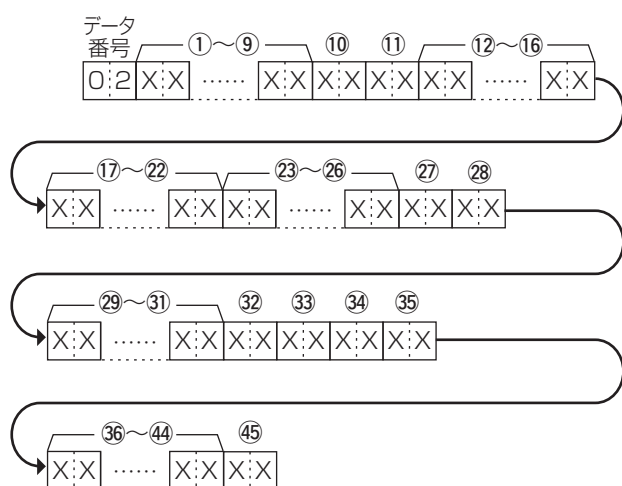 データ
番号
①～⑨ ⑩ ⑪ ⑫～⑯
0 2 X X …… X X X X X X X X …… X X
⑰～㉒ ㉓～㉖ ㉗ ㉘
X X …… X X X X …… X X X X X X
㉙～㉛ ㉜ ㉝ ㉞ ㉟
X X …… X X X X X X X X X X
㊱～㊹ ㊺
X X …… X X X X